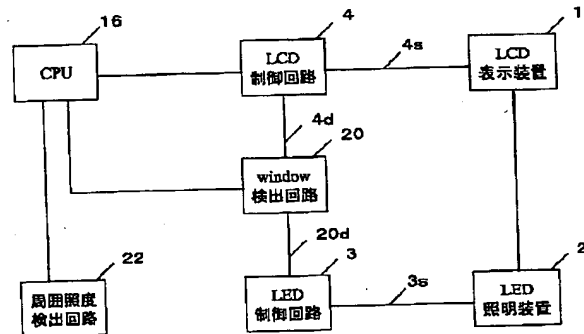 16
CPU
4
LCD
制御回路
4s
1
LCD
表示装置
4d
20
window
検出回路
20d
22
周囲照度
検出回路
3
LED
制御回路
3s
2
LED
照明装置